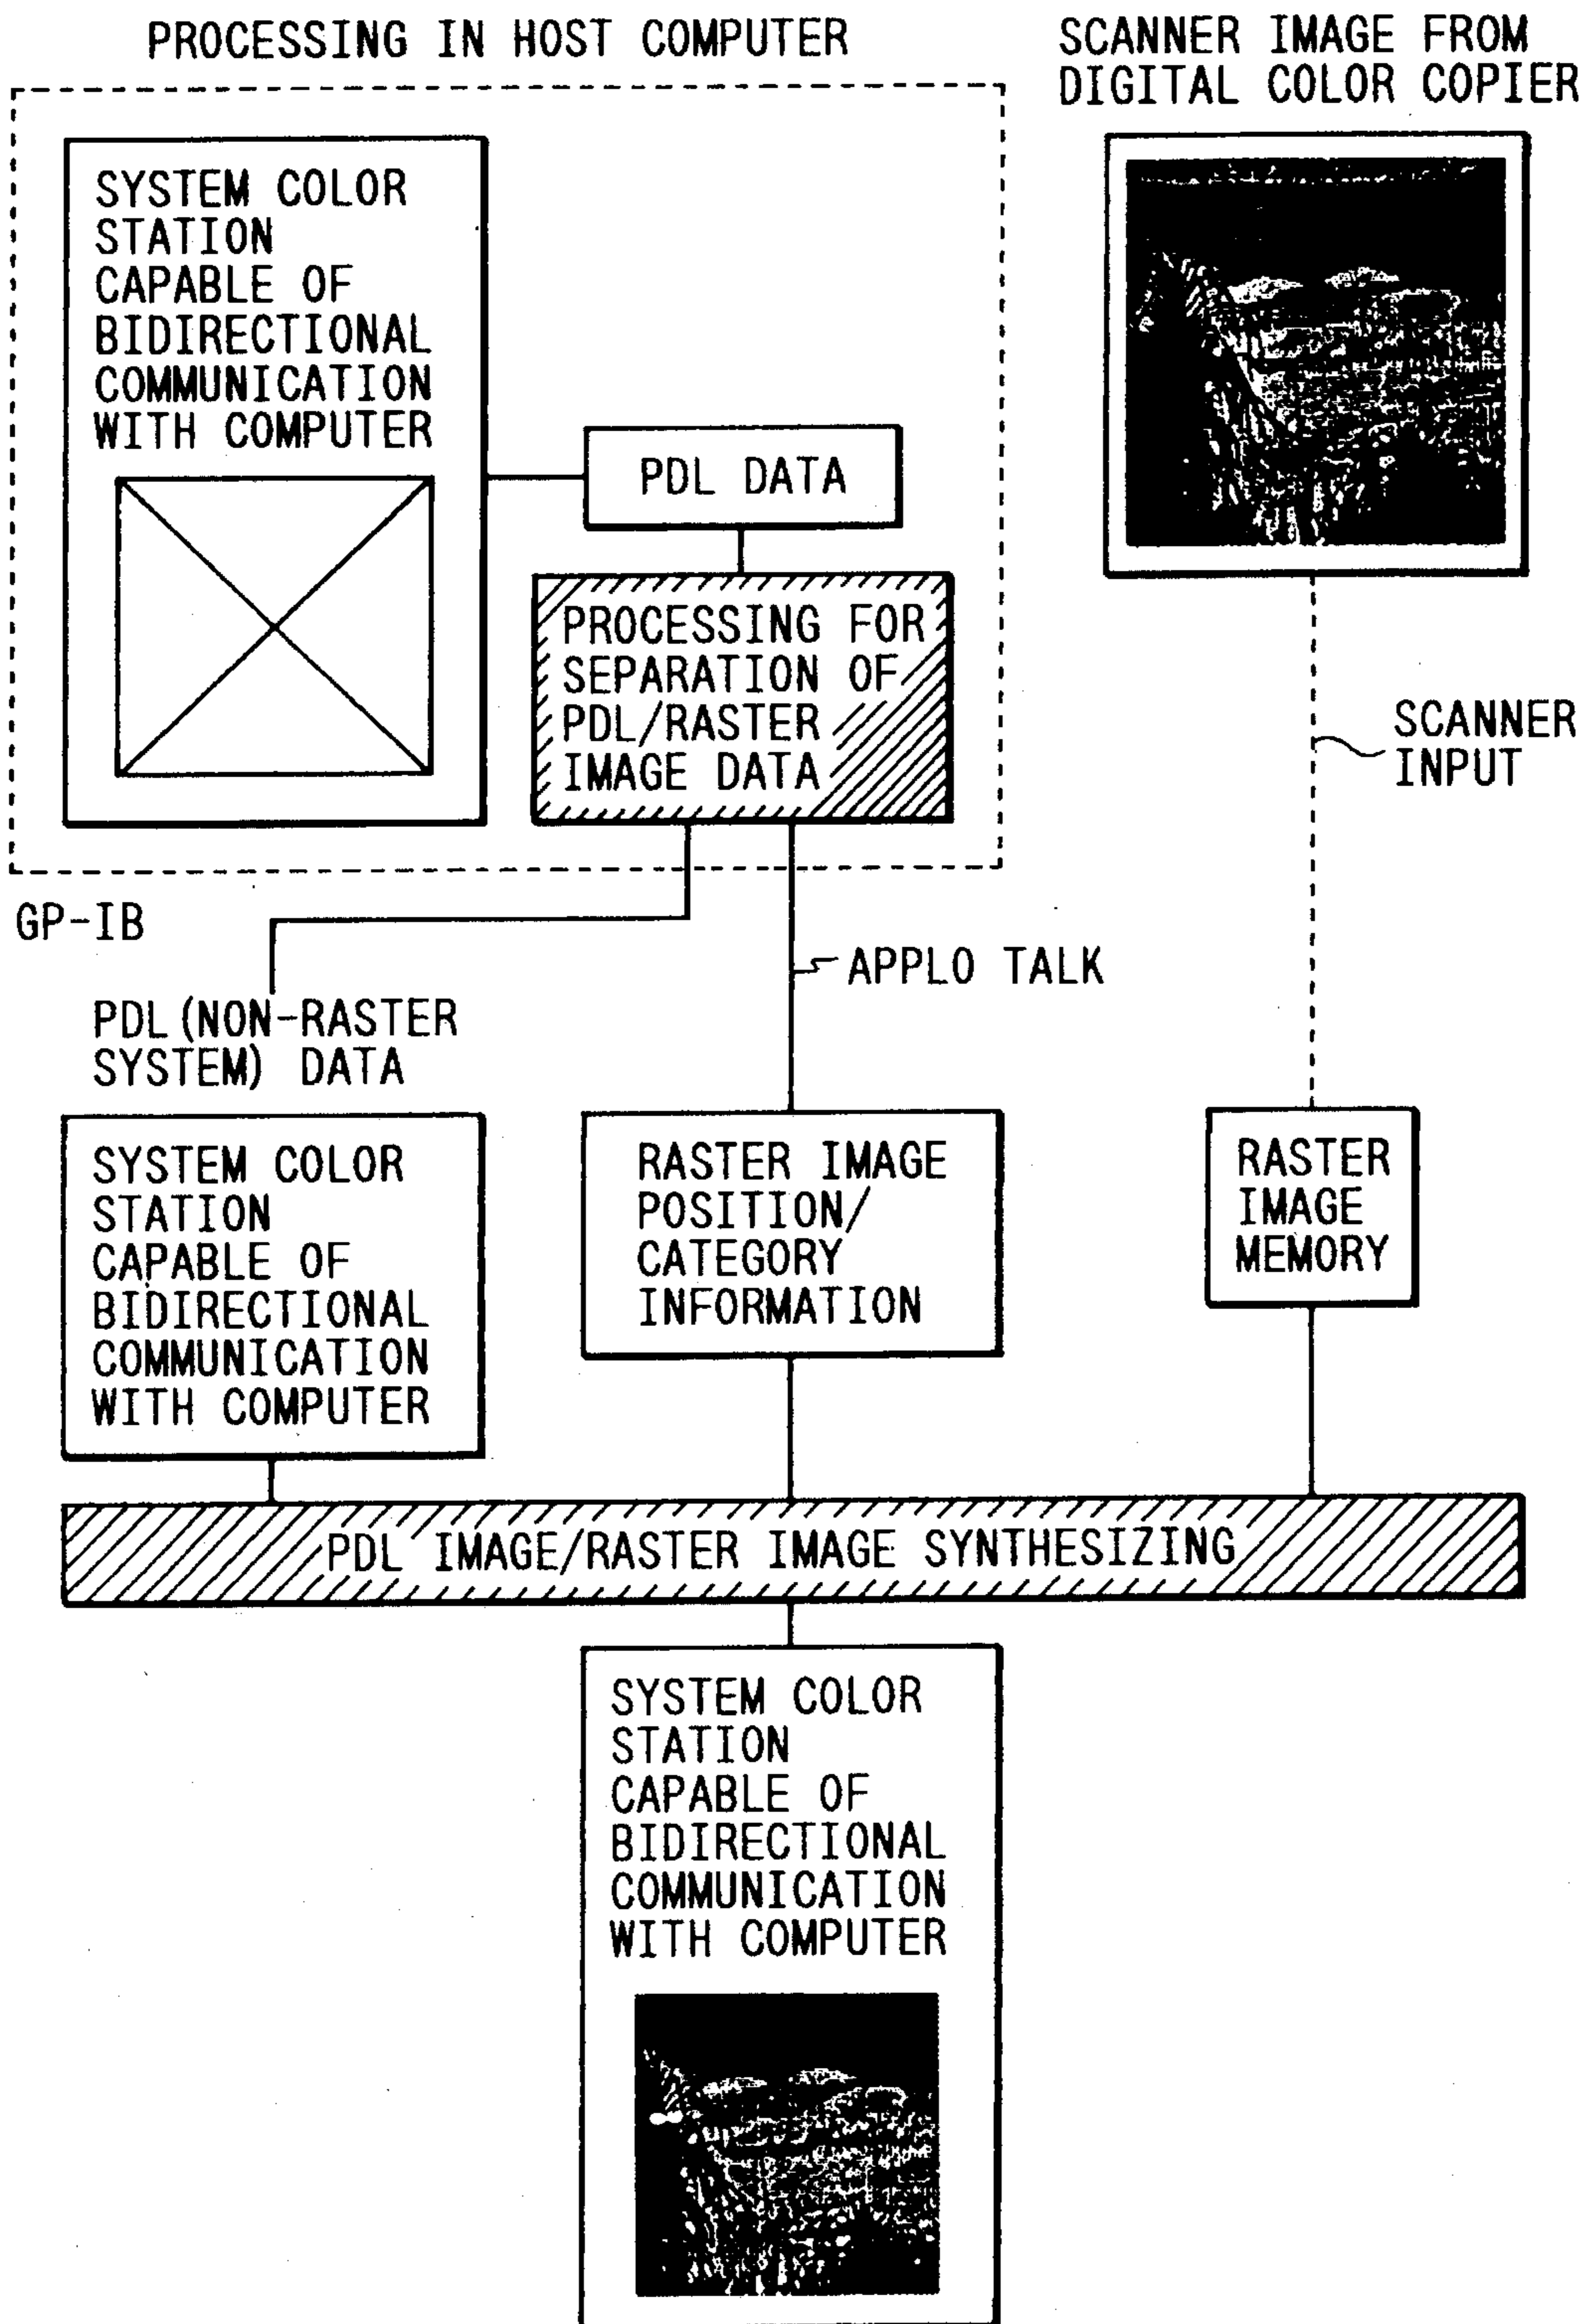 PROCESSING IN HOST COMPUTER
SCANNER IMAGE FROM
DIGITAL COLOR COPIER
SYSTEM COLOR
STATION
CAPABLE OF
BIDIRECTIONAL
COMMUNICATION
WITH COMPUTER
PDL DATA
PROCESSING FOR
SEPARATION OF
PDL/RASTER
IMAGE DATA
SCANNER
INPUT
GP-IB
APPLO TALK
PDL (NON-RASTER
SYSTEM) DATA
SYSTEM COLOR
STATION
CAPABLE OF
BIDIRECTIONAL
COMMUNICATION
WITH COMPUTER
RASTER IMAGE
POSITION/
CATEGORY
INFORMATION
RASTER
IMAGE
MEMORY
PDL IMAGE/RASTER IMAGE SYNTHESIZING
SYSTEM COLOR
STATION
CAPABLE OF
BIDIRECTIONAL
COMMUNICATION
WITH COMPUTER